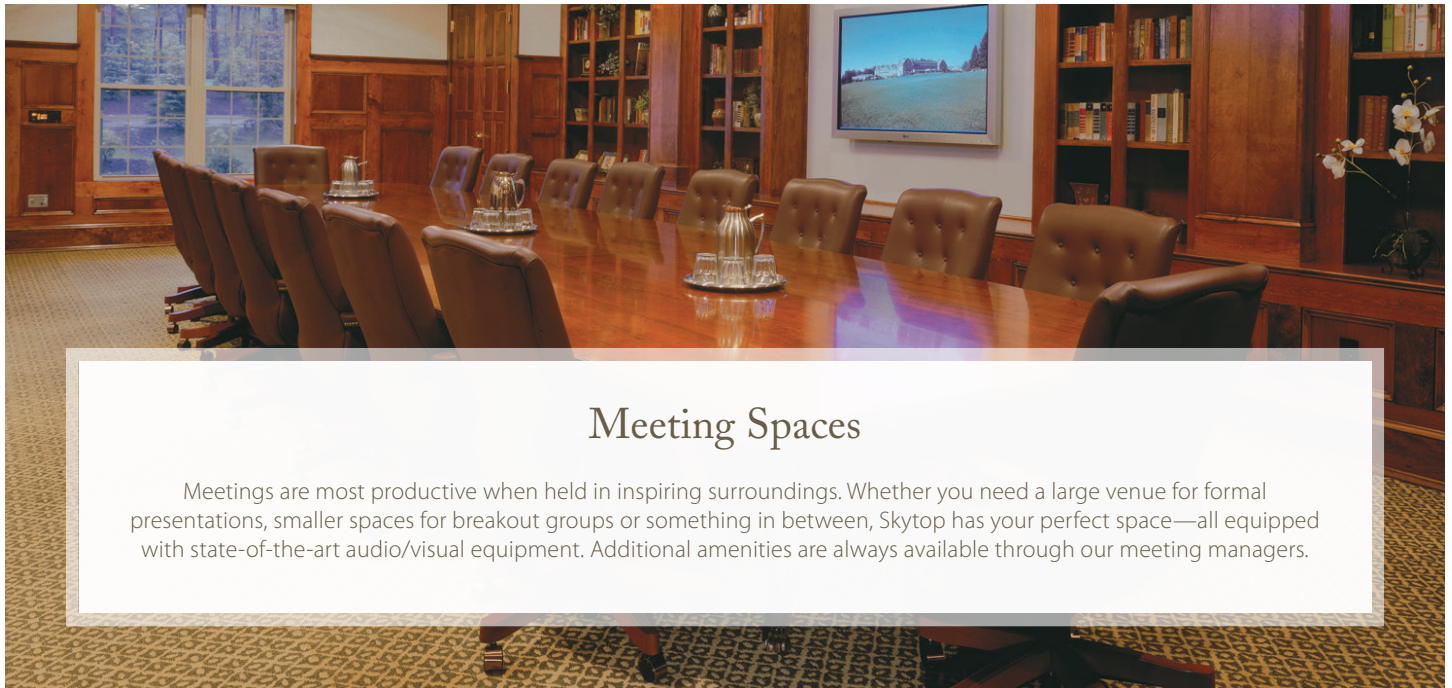 Meeting Spaces
Meetings are most productive when held in inspiring surroundings. Whether you need a large venue for formal
presentations, smaller spaces for breakout groups or something in between, Skytop has your perfect space—all equipped
with state-of-the-art audio/visual equipment. Additional amenities are always available through our meeting managers.